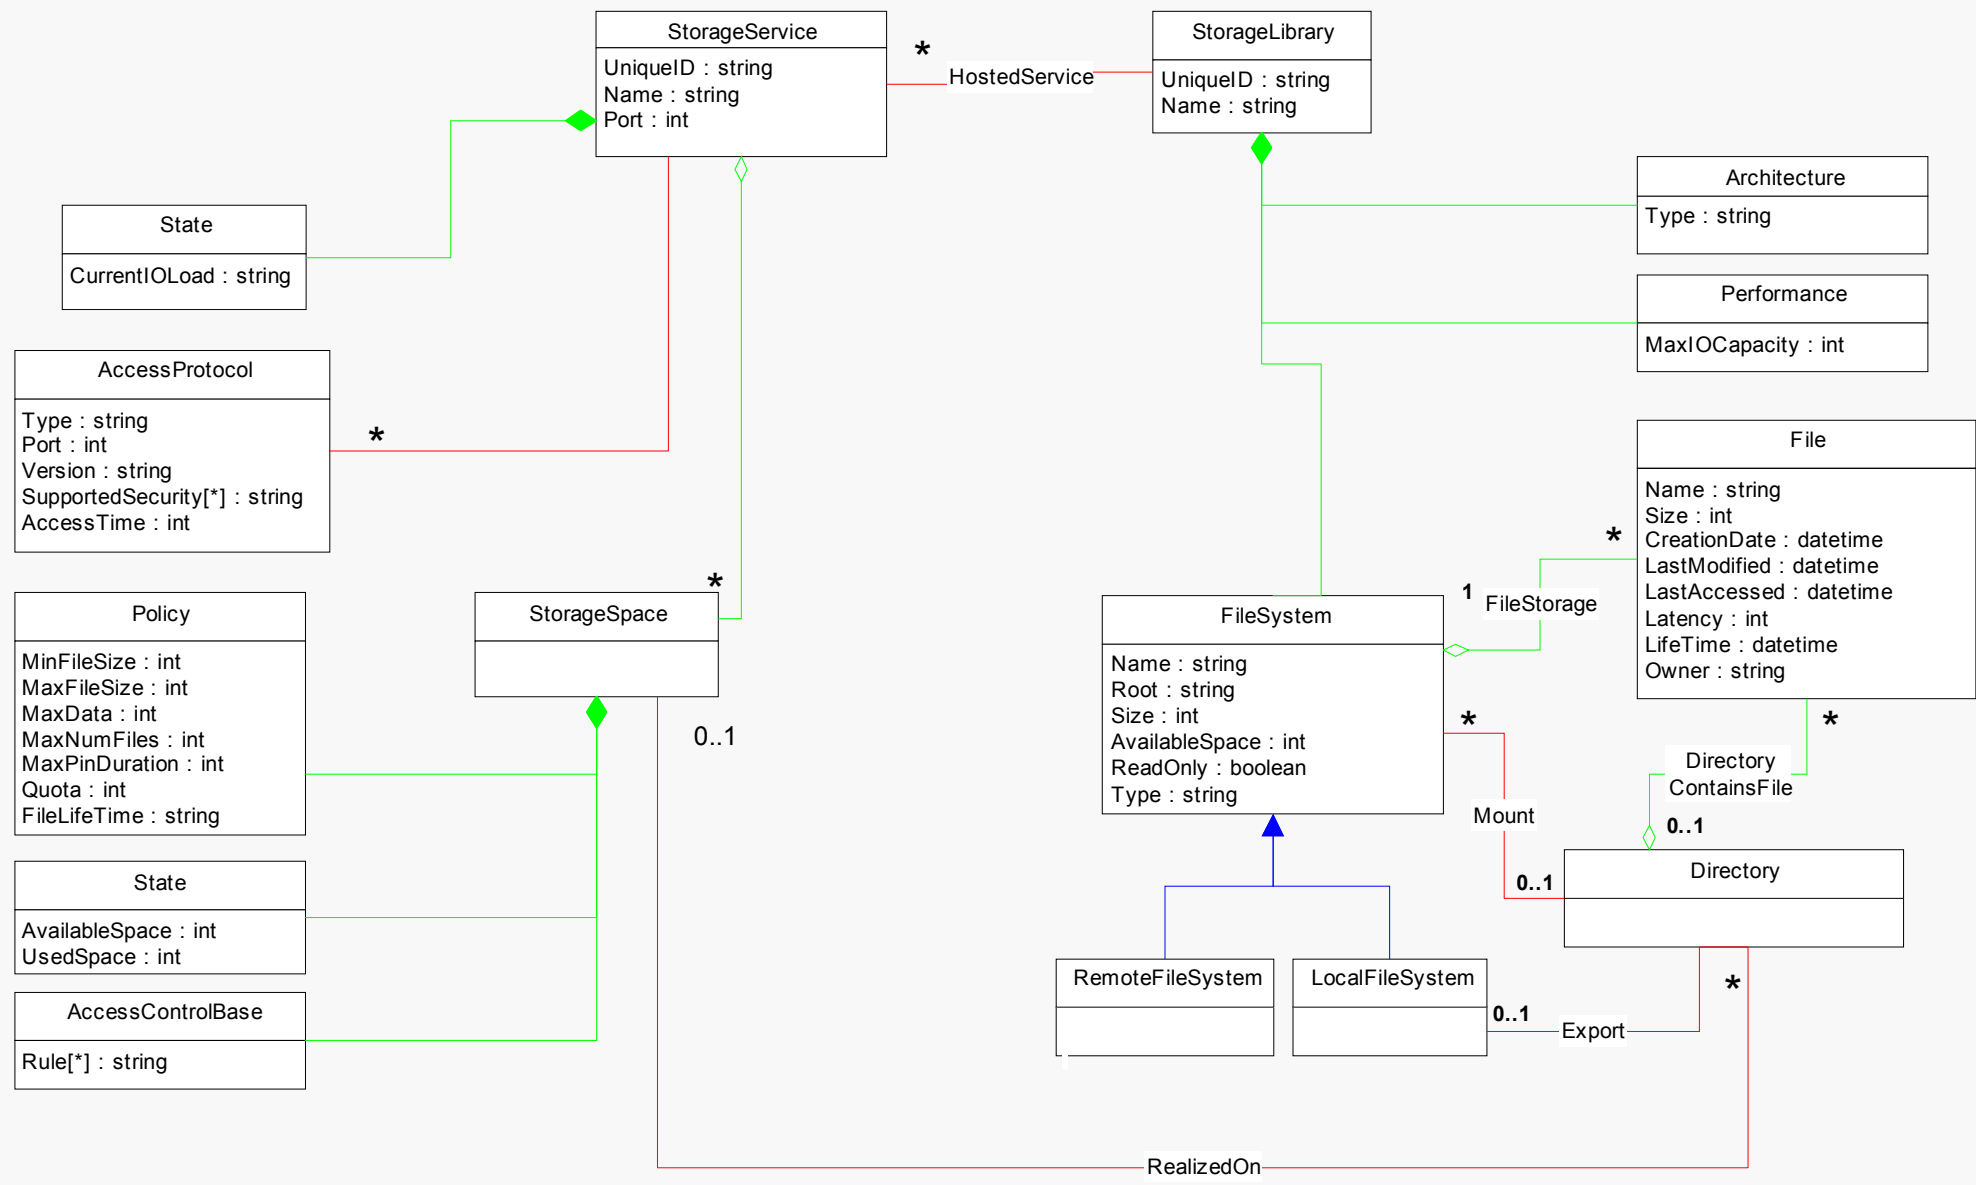 StorageService
UniqueID : string
Name : string
Port : int
*
HostedService
StorageLibrary
UniqueID : string
Name : string
Architecture
Type : string
Performance
MaxIOCapacity : int
State
CurrentIOLoad : string
AccessProtocol
Type : string
Port : int
Version : string
SupportedSecurity[*] : string
AccessTime : int
*
File
Name : string
Size : int
CreationDate : datetime
LastModified : datetime
LastAccessed : datetime
Latency : int
LifeTime : datetime
Owner : string
*
1
FileStorage
Policy
MinFileSize : int
MaxFileSize : int
MaxData : int
MaxNumFiles : int
MaxPinDuration : int
Quota : int
FileLifeTime : string
*
StorageSpace
0..1
FileSystem
Name : string
Root : string
Size : int
AvailableSpace : int
ReadOnly : boolean
Type : string
*
Mount
0..1
*
Directory
ContainsFile
0..1
Directory
State
AvailableSpace : int
UsedSpace : int
AccessControlBase
Rule[*] : string
RemoteFileSystem
LocalFileSystem
0..1
Export
*
RealizedOn